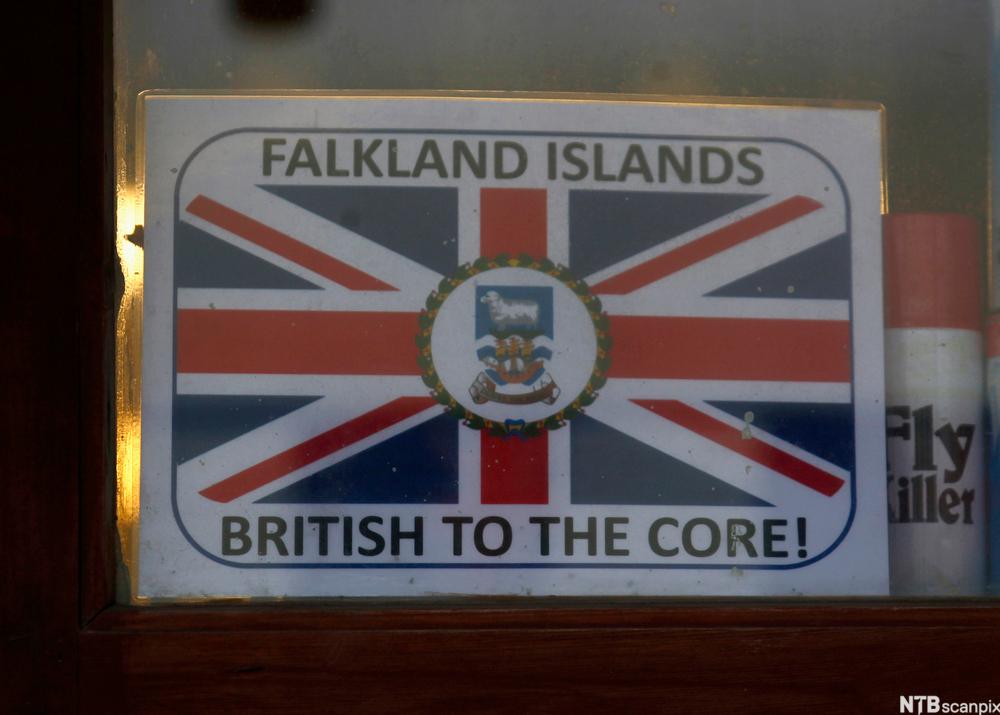 FALKLAND ISLANDS
BRITISH TO THE CORE!
Fly
Killer
NTBscanpix